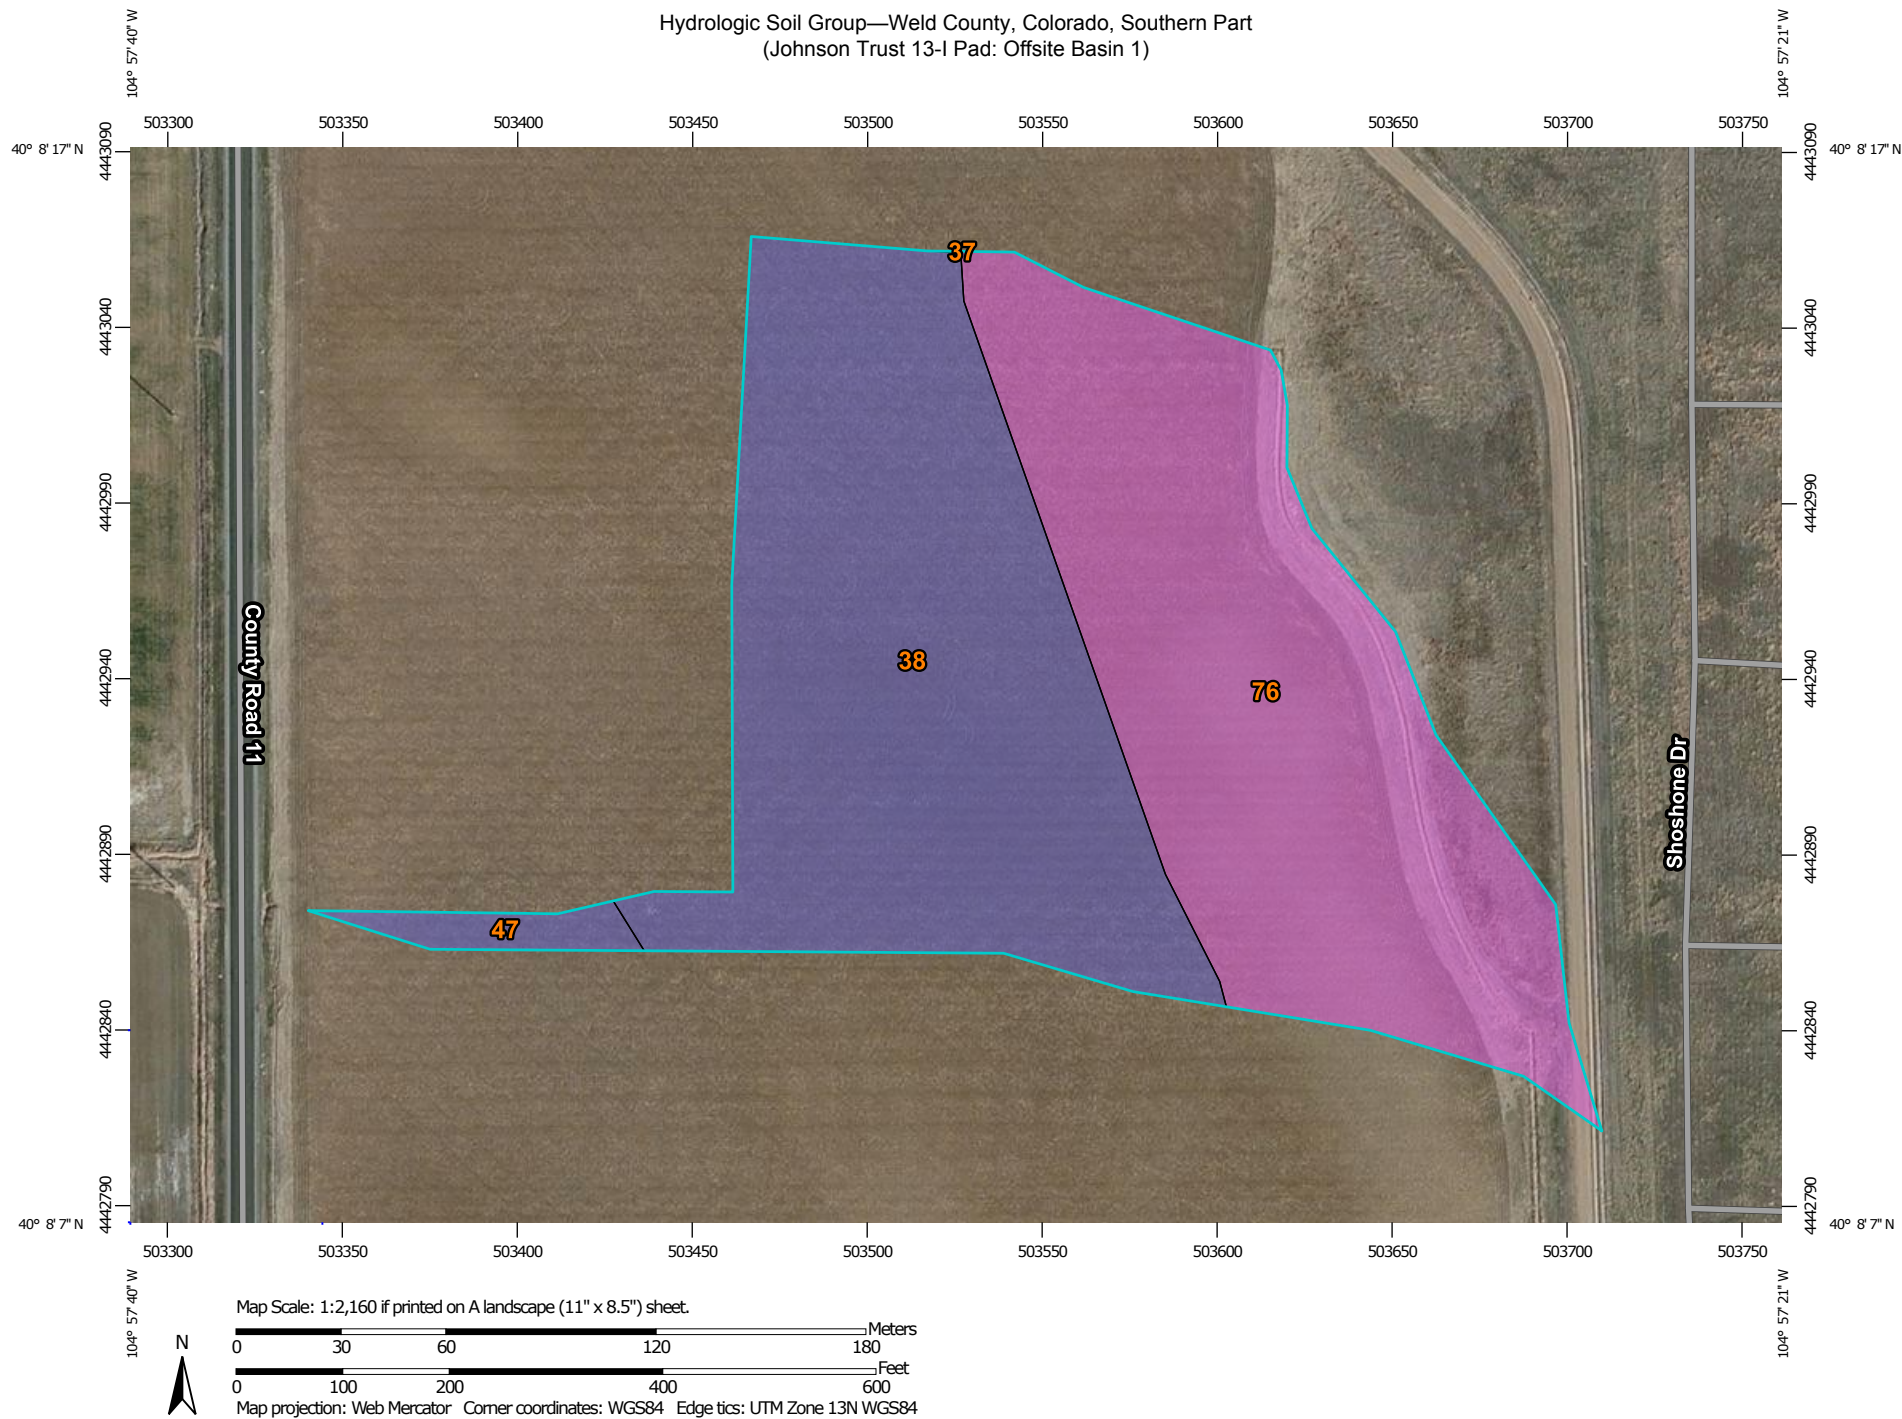 Hydrologic Soil Group—Weld County, Colorado, Southern Part
(Johnson Trust 13-I Pad: Offsite Basin 1)
104° 57' 40" W
104° 57' 21" W
503300 503350 503400 503450 503500 503550 503600 503650 503700 503750
40° 8' 17" N
40° 8' 17" N
4443090
4443090
37
4443040
4443040
4442990
4442990
4442940
4442940
38
76
County Road 11
Shoshone Dr
4442890
4442890
47
4442840
4442840
4442790
4442790
40° 8' 7" N
40° 8' 7" N
503300 503350 503400 503450 503500 503550 503600 503650 503700 503750
104° 57' 40" W
104° 57' 21" W
Map Scale: 1:2,160 if printed on A landscape (11" x 8.5") sheet.
Meters
0 30 60 120 180
Feet
0 100 200 400 600
N
Map projection: Web Mercator Corner coordinates: WGS84 Edge tics: UTM Zone 13N WGS84